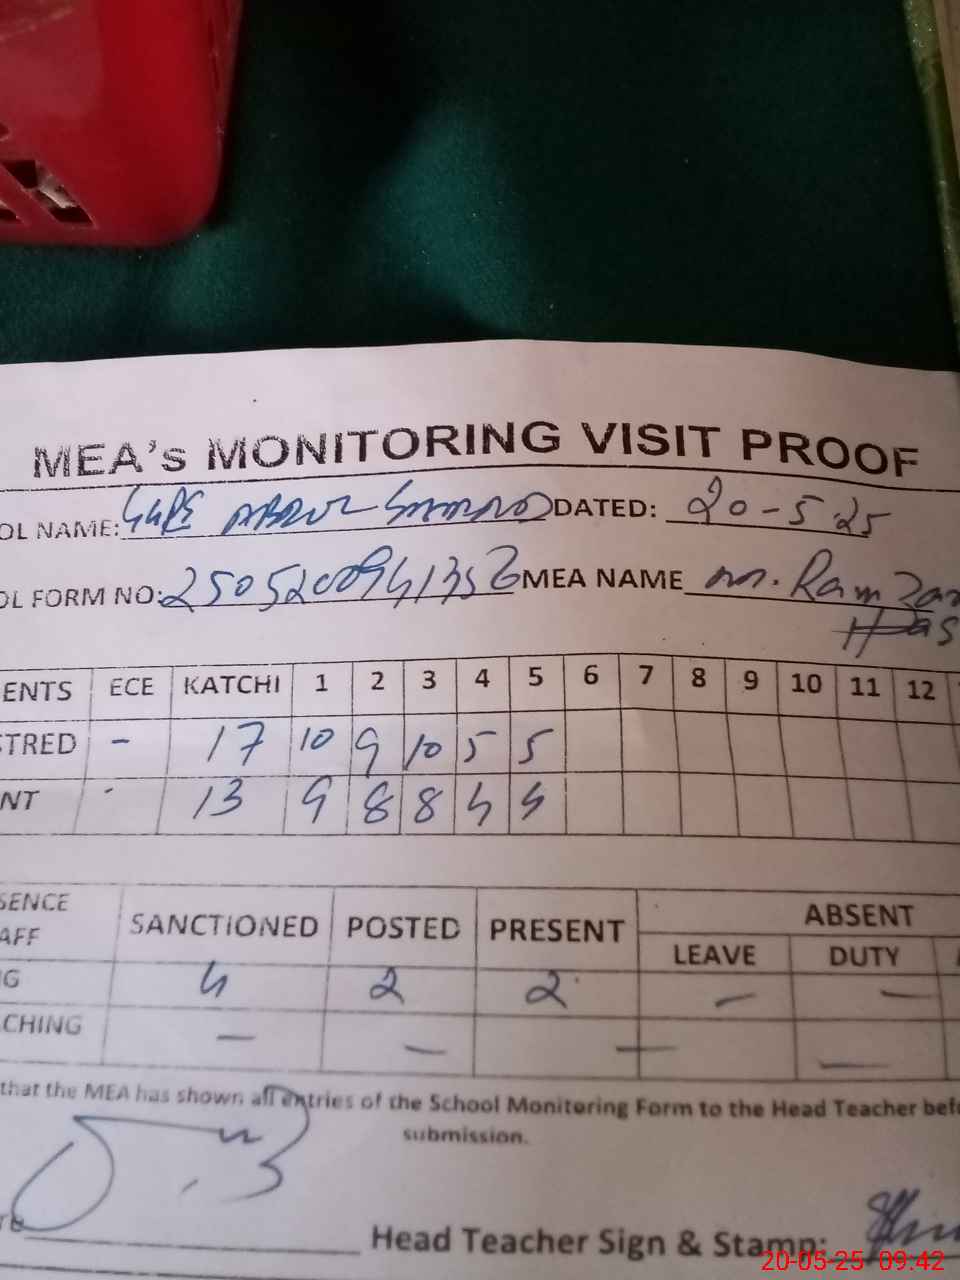 MEA's MONITORING VISIT PROOF
OL NAME: GGPS ABDUL DATED: 20-5-25
OL FORM NO: MEA NAME M. Ramzan
ENTS ECE KATCHI 1 2 3 4 5 6 7 8 9 10 11 12
STRED - 17 10 9 10 5 5
NT - 13 9 8 8 4 4
SENCE SANCTIONED POSTED PRESENT ABSENT
AFF LEAVE DUTY
G 4 2 2 - -
CHING - - - -
that the MEA has shown all entries of the School Monitoring Form to the Head Teacher bef
submission.
Head Teacher Sign & Stamp:
20-05-25 09:42